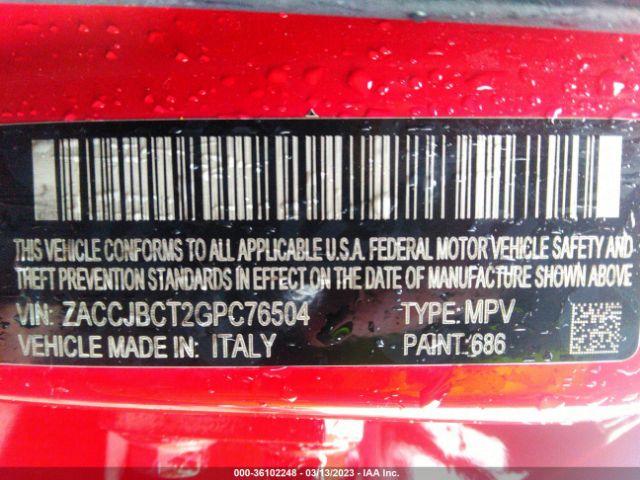 THIS VEHICLE CONFORMS TO ALL APPLICABLE U.S.A. FEDERAL MOTOR VEHICLE SAFETY AND
THEFT PREVENTION STANDARDS IN EFFECT ON THE DATE OF MANUFACTURE SHOWN ABOVE
VIN: ZACCJBCT2GPC76504 TYPE: MPV
VEHICLE MADE IN: ITALY PAINT:686
000-36102248 - 03/13/2023 - IAA Inc.